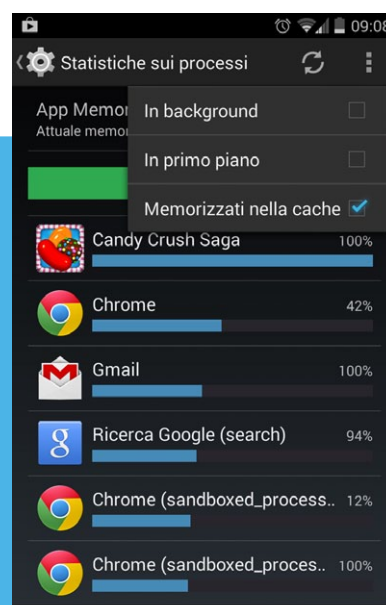 09:08
Statistiche sui processi
App Memor
Attuale memor
In background
In primo piano
Memorizzati nella cache
Candy Crush Saga 100%
Chrome 42%
Gmail 100%
Ricerca Google (search) 94%
Chrome (sandboxed_process.. 12%
Chrome (sandboxed_proces.. 100%